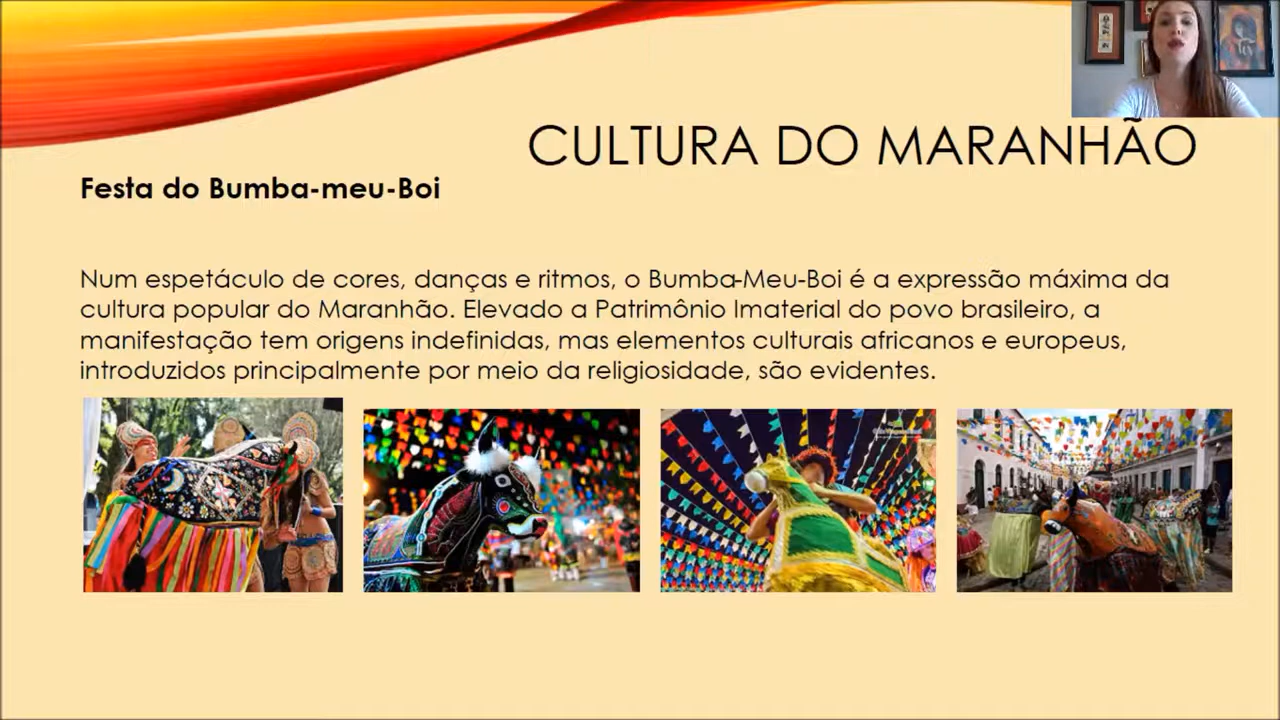 CULTURA DO MARANHÃO
Festa do Bumba-meu-Boi
Num espetáculo de cores, danças e ritmos, o Bumba-Meu-Boi é a expressão máxima da
cultura popular do Maranhão. Elevado a Patrimônio Imaterial do povo brasileiro, a
manifestação tem origens indefinidas, mas elementos culturais africanos e europeus,
introduzidos principalmente por meio da religiosidade, são evidentes.